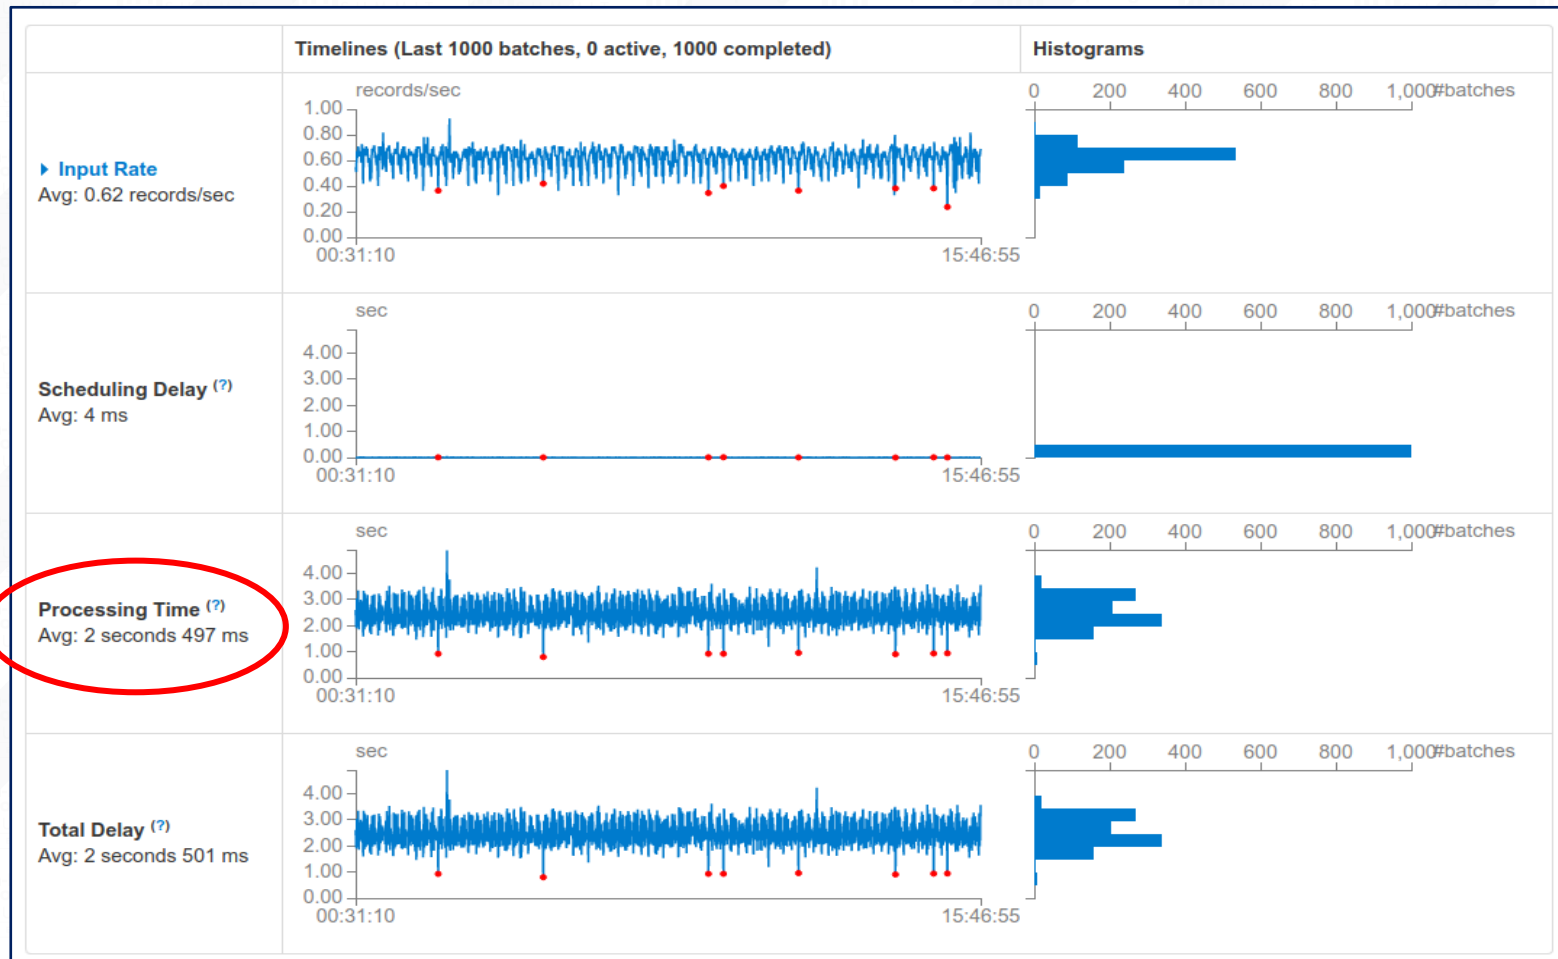 Timelines (Last 1000 batches, 0 active, 1000 completed)
Histograms
Input Rate
Avg: 0.62 records/sec
records/sec
1.00
0.80
0.60
0.40
0.20
0.00
00:31:10
15:46:55
0 200 400 600 800 1,000 #batches
Scheduling Delay (?)
Avg: 4 ms
sec
4.00
3.00
2.00
1.00
0.00
00:31:10
15:46:55
0 200 400 600 800 1,000 #batches
Processing Time (?)
Avg: 2 seconds 497 ms
sec
4.00
3.00
2.00
1.00
0.00
00:31:10
15:46:55
0 200 400 600 800 1,000 #batches
Total Delay (?)
Avg: 2 seconds 501 ms
sec
4.00
3.00
2.00
1.00
0.00
00:31:10
15:46:55
0 200 400 600 800 1,000 #batches